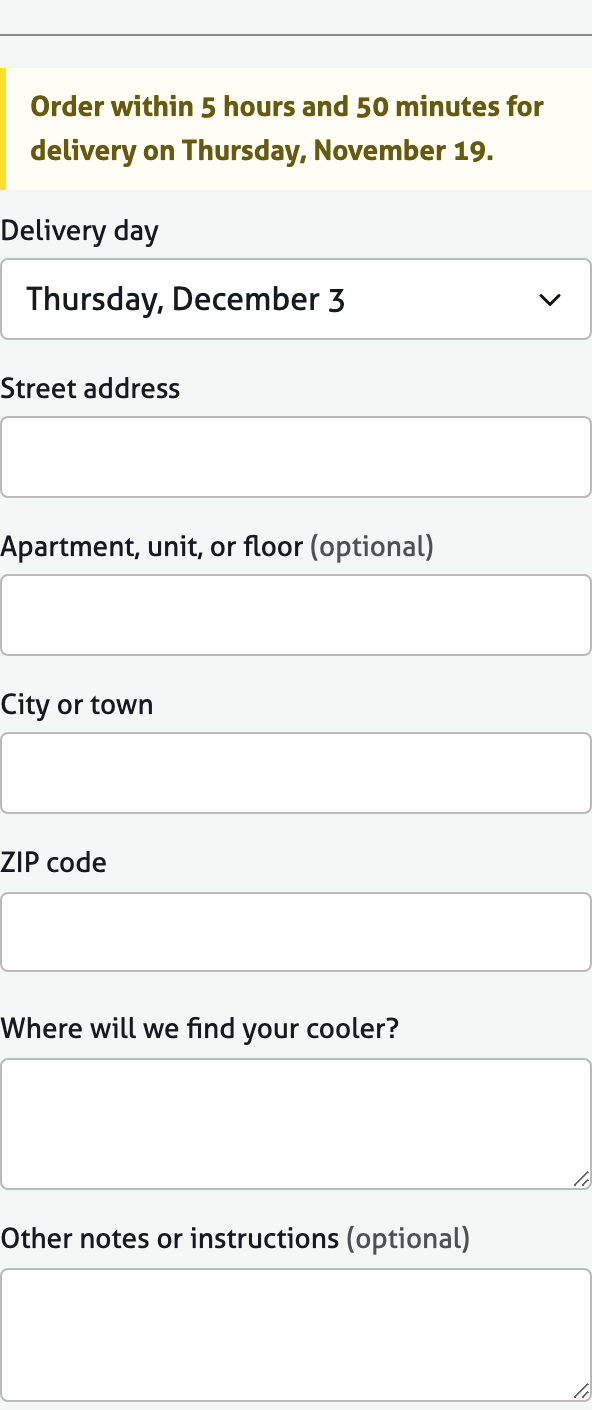 Order within 5 hours and 50 minutes for
delivery on Thursday, November 19.
Delivery day
Thursday, December 3
Street address
Apartment, unit, or floor (optional)
City or town
ZIP code
Where will we find your cooler?
Other notes or instructions (optional)